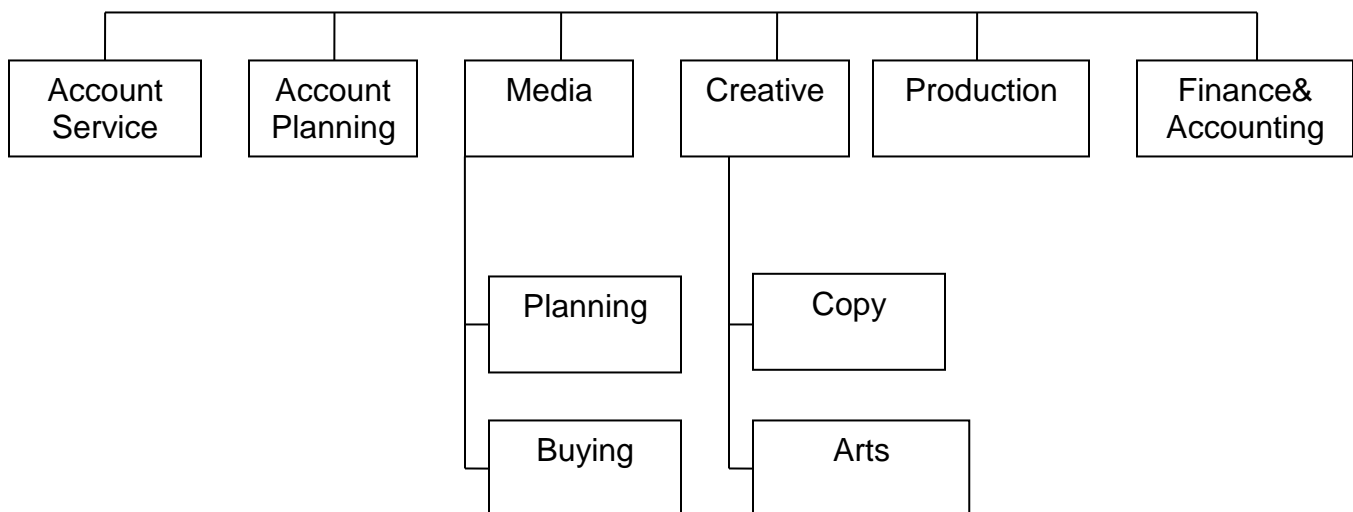 Account
Service
Account
Planning
Media
Creative
Production
Finance&
Accounting
Planning
Copy
Buying
Arts